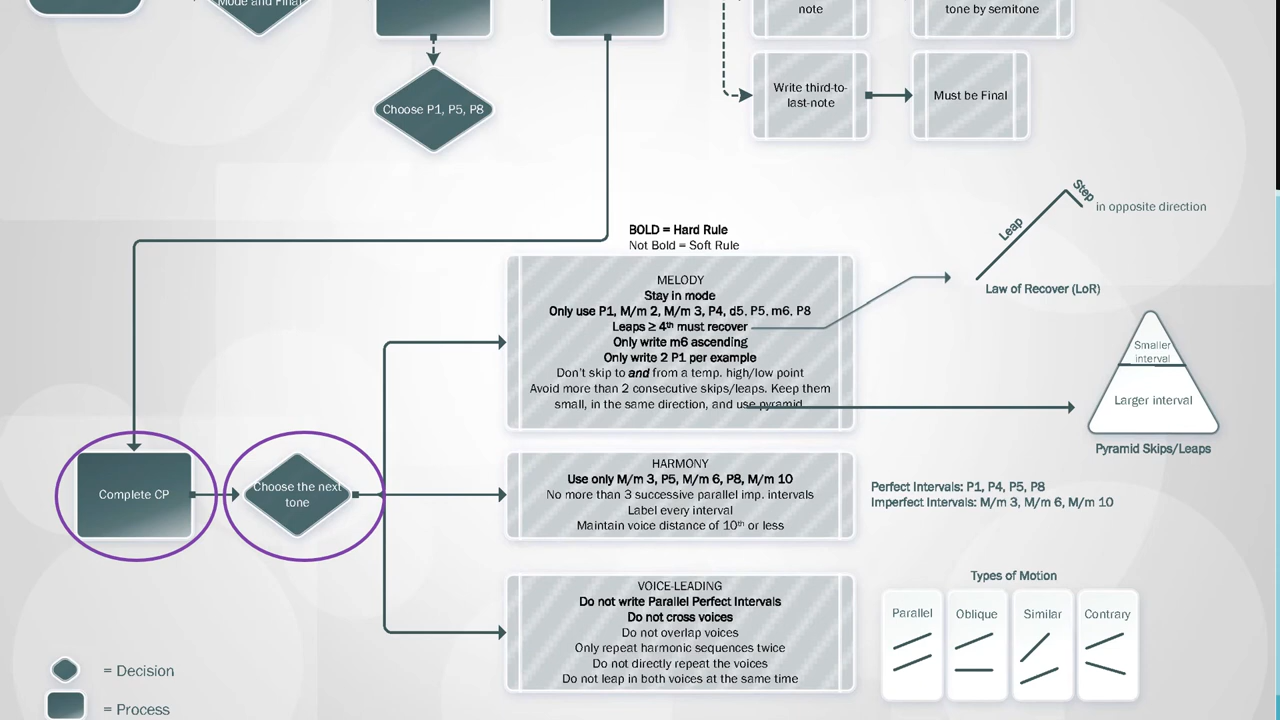 Mode and Final
note
tone by semitone
Choose P1, P5, P8
Write third-to-
last-note
Must be Final
Step
in opposite direction
Leap
Law of Recover (LoR)
BOLD = Hard Rule
Not Bold = Soft Rule
MELODY
Stay in mode
Only use P1, M/m 2, M/m 3, P4, d5, P5, m6, P8
Leaps ≥ 4th must recover
Only write m6 ascending
Only write 2 P1 per example
Don't skip to and from a temp. high/low point
Avoid more than 2 consecutive skips/leaps. Keep them
small, in the same direction, and use pyramid
Smaller
interval
Larger interval
Pyramid Skips/Leaps
Complete CP
Choose the next
tone
HARMONY
Use only M/m 3, P5, M/m 6, P8, M/m 10
No more than 3 successive parallel imp. intervals
Label every interval
Maintain voice distance of 10th or less
Perfect Intervals: P1, P4, P5, P8
Imperfect Intervals: M/m 3, M/m 6, M/m 10
VOICE-LEADING
Do not write Parallel Perfect Intervals
Do not cross voices
Do not overlap voices
Only repeat harmonic sequences twice
Do not directly repeat the voices
Do not leap in both voices at the same time
Types of Motion
Parallel
Oblique
Similar
Contrary
= Decision
= Process